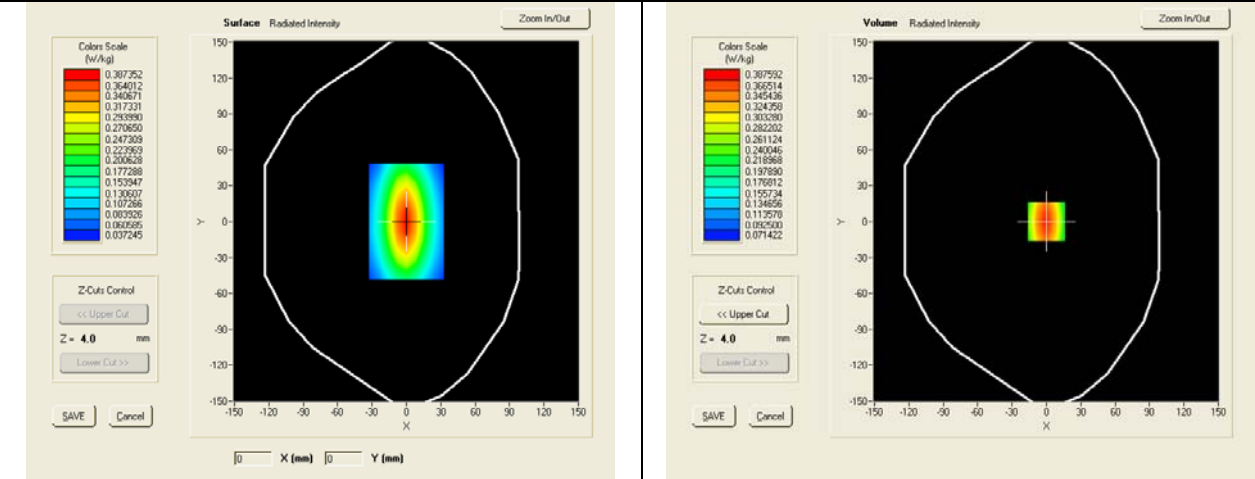 Surface Radiated Intensity
Zoom In/Out
Colors Scale
(W/kg)
0.387352
0.364012
0.340671
0.317331
0.293990
0.270650
0.247309
0.223969
0.200628
0.177288
0.153947
0.130607
0.107266
0.083926
0.060585
0.037245
Z-Cuts Control
<< Upper Cut
Z = 4.0 mm
Lower Cut >>
SAVE Cancel
150
120
90
60
30
0
-30
-60
-90
-120
-150
Y
-150 -120 -90 -60 -30 0 30 60 90 120 150
X
0 X (mm) 0 Y (mm)
Volume Radiated Intensity
Zoom In/Out
Colors Scale
(W/kg)
0.387592
0.366514
0.345436
0.324358
0.303280
0.282202
0.261124
0.240046
0.218968
0.197890
0.176812
0.155734
0.134656
0.113578
0.092500
0.071422
Z-Cuts Control
<< Upper Cut
Z = 4.0 mm
Lower Cut >>
SAVE Cancel
150
120
90
60
30
0
-30
-60
-90
-120
-150
Y
-150 -120 -90 -60 -30 0 30 60 90 120 150
X